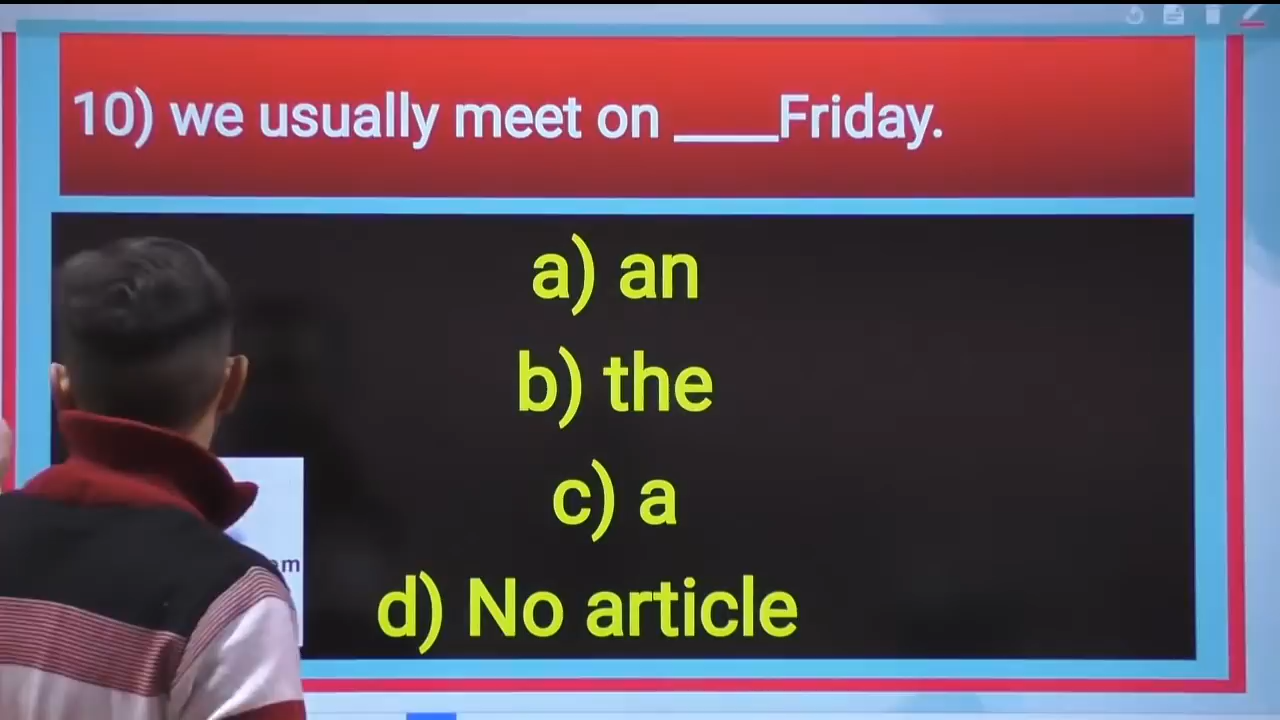 10) we usually meet on ____Friday.
a) an
b) the
c) a
d) No article